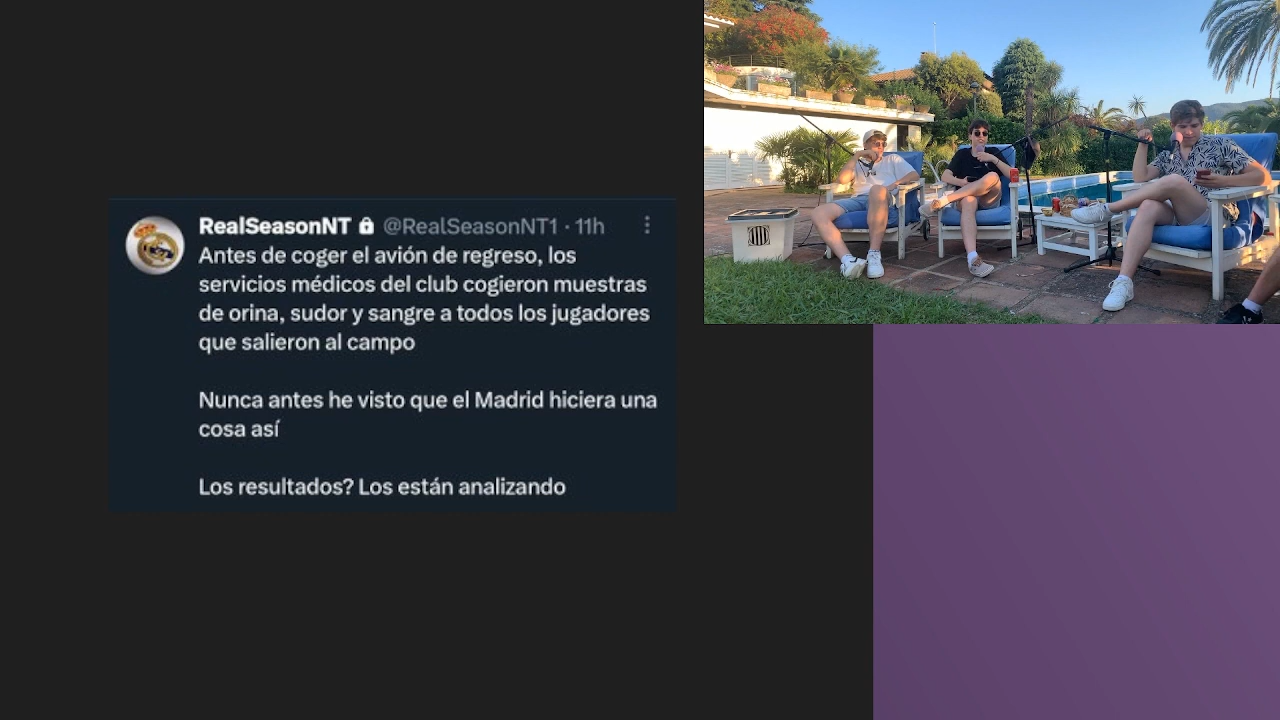 RealSeasonNT 🔒 @RealSeasonNT1 · 11h
Antes de coger el avión de regreso, los
servicios médicos del club cogieron muestras
de orina, sudor y sangre a todos los jugadores
que salieron al campo
Nunca antes he visto que el Madrid hiciera una
cosa así
Los resultados? Los están analizando